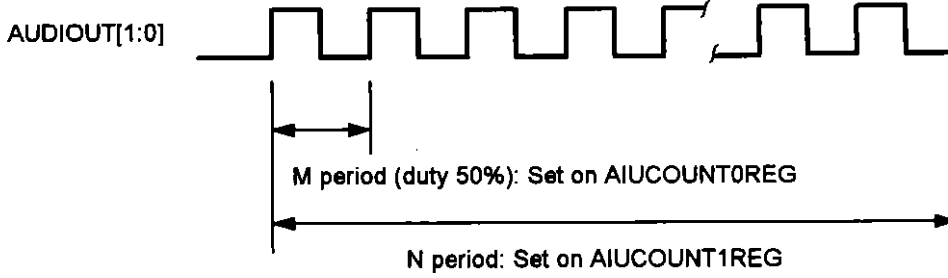 AUDIOUT[1:0]
M period (duty 50%): Set on AIUCOUNT0REG
N period: Set on AIUCOUNT1REG